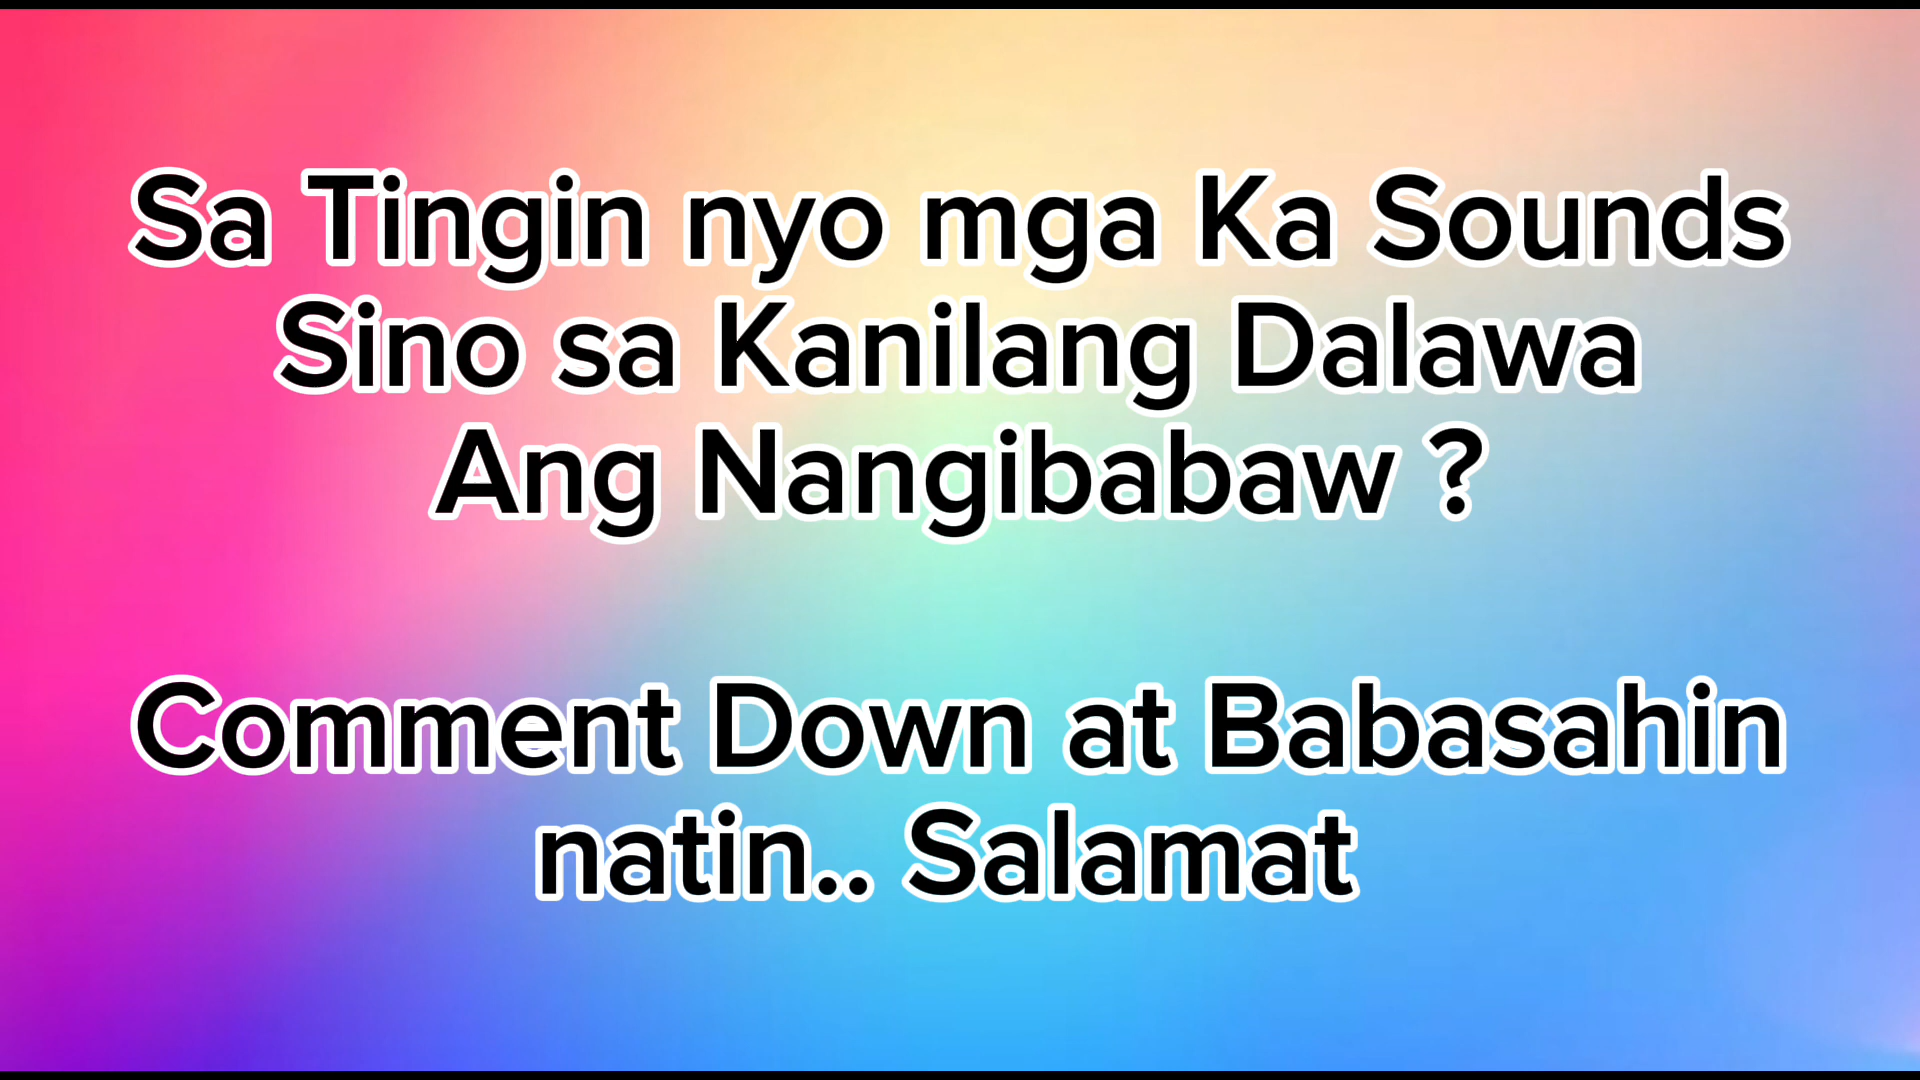 Sa Tingin nyo mga Ka Sounds
Sino sa Kanilang Dalawa
Ang Nangibabaw ?
Comment Down at Babasahin
natin.. Salamat